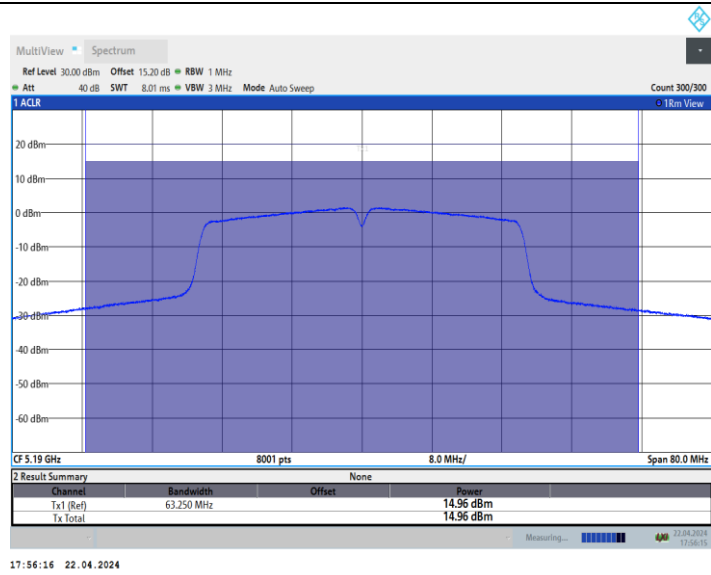 MultiView Spectrum
Ref Level 30.00 dBm Offset 15.20 dB RBW 1 MHz
Att 40 dB SWT 8.01 ms VBW 3 MHz Mode Auto Sweep Count 300/300
1 ACLR 1Rm View
20 dBm
10 dBm
0 dBm
-10 dBm
-20 dBm
-30 dBm
-40 dBm
-50 dBm
-60 dBm
CF 5.19 GHz 8001 pts 8.0 MHz/ Span 80.0 MHz
2 Result Summary None
Channel Bandwidth Offset Power
Tx1 (Ref) 63.250 MHz 14.96 dBm
Tx Total 14.96 dBm
Measuring... 22.04.2024
17:56:15
17:56:16 22.04.2024